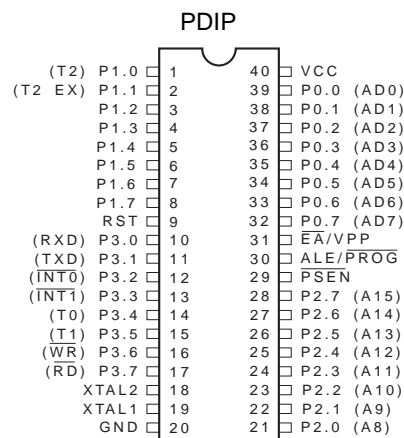 PDIP
(T2) P1.0 1 40 VCC
(T2 EX) P1.1 2 39 P0.0 (AD0)
P1.2 3 38 P0.1 (AD1)
P1.3 4 37 P0.2 (AD2)
P1.4 5 36 P0.3 (AD3)
P1.5 6 35 P0.4 (AD4)
P1.6 7 34 P0.5 (AD5)
P1.7 8 33 P0.6 (AD6)
RST 9 32 P0.7 (AD7)
(RXD) P3.0 10 31 E̅A̅/VPP
(TXD) P3.1 11 30 ALE/P̅R̅O̅G̅
(I̅N̅T̅0̅) P3.2 12 29 P̅S̅E̅N̅
(I̅N̅T̅1̅) P3.3 13 28 P2.7 (A15)
(T0) P3.4 14 27 P2.6 (A14)
(T1) P3.5 15 26 P2.5 (A13)
(W̅R̅) P3.6 16 25 P2.4 (A12)
(R̅D̅) P3.7 17 24 P2.3 (A11)
XTAL2 18 23 P2.2 (A10)
XTAL1 19 22 P2.1 (A9)
GND 20 21 P2.0 (A8)